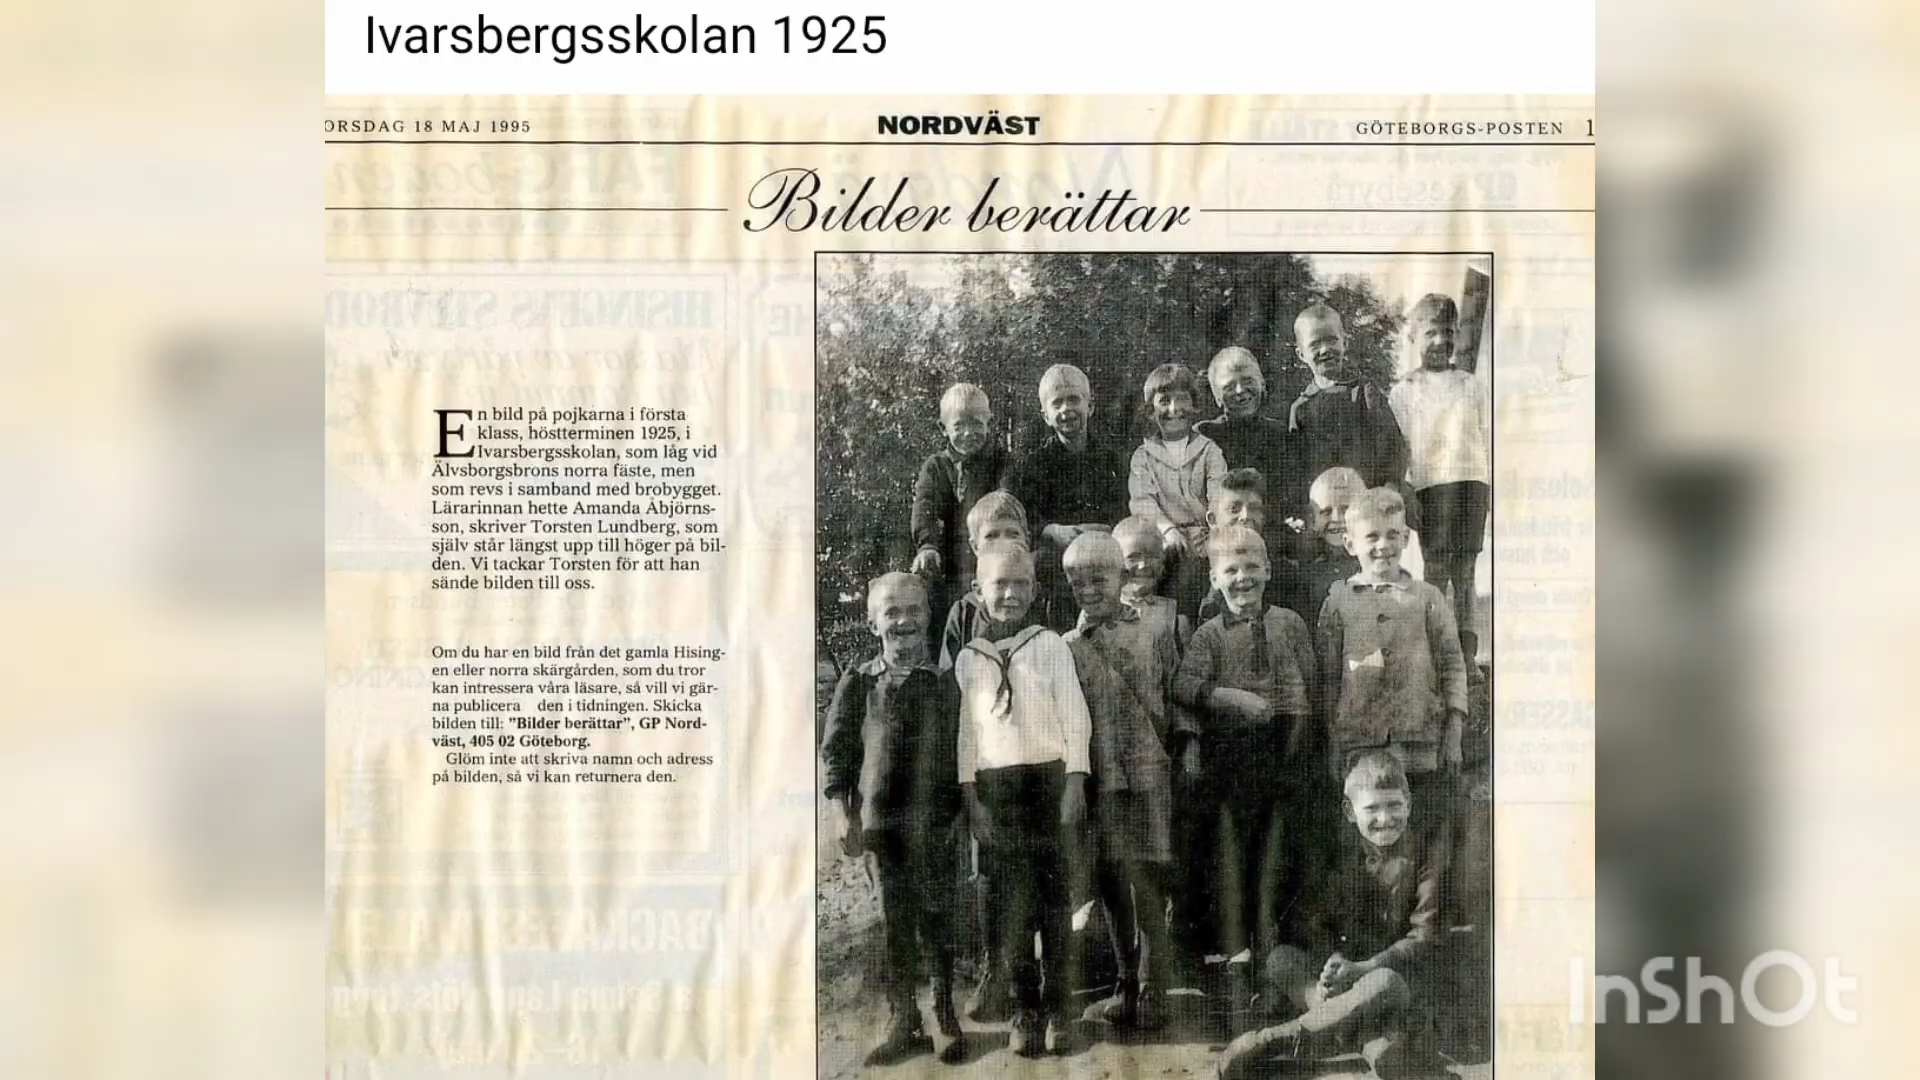 Ivarsbergsskolan 1925
ORSDAG 18 MAJ 1995
NORDVÄST
GÖTEBORGS-POSTEN 1
Bilder berättar
En bild på pojkarna i första
klass, höstterminen 1925, i
Ivarsbergsskolan, som låg vid
Älvsborgsbrons norra fäste, men
som revs i samband med brobygget.
Lärarinnan hette Amanda Åbjörns-
son, skriver Torsten Lundberg, som
själv står längst upp till höger på bil-
den. Vi tackar Torsten för att han
sände bilden till oss.
Om du har en bild från det gamla Hising-
en eller norra skärgården, som du tror
kan intressera våra läsare, så vill vi gär-
na publicera den i tidningen. Skicka
bilden till: ”Bilder berättar”, GP Nord-
väst, 405 02 Göteborg.
Glöm inte att skriva namn och adress
på bilden, så vi kan returnera den.
InShOt